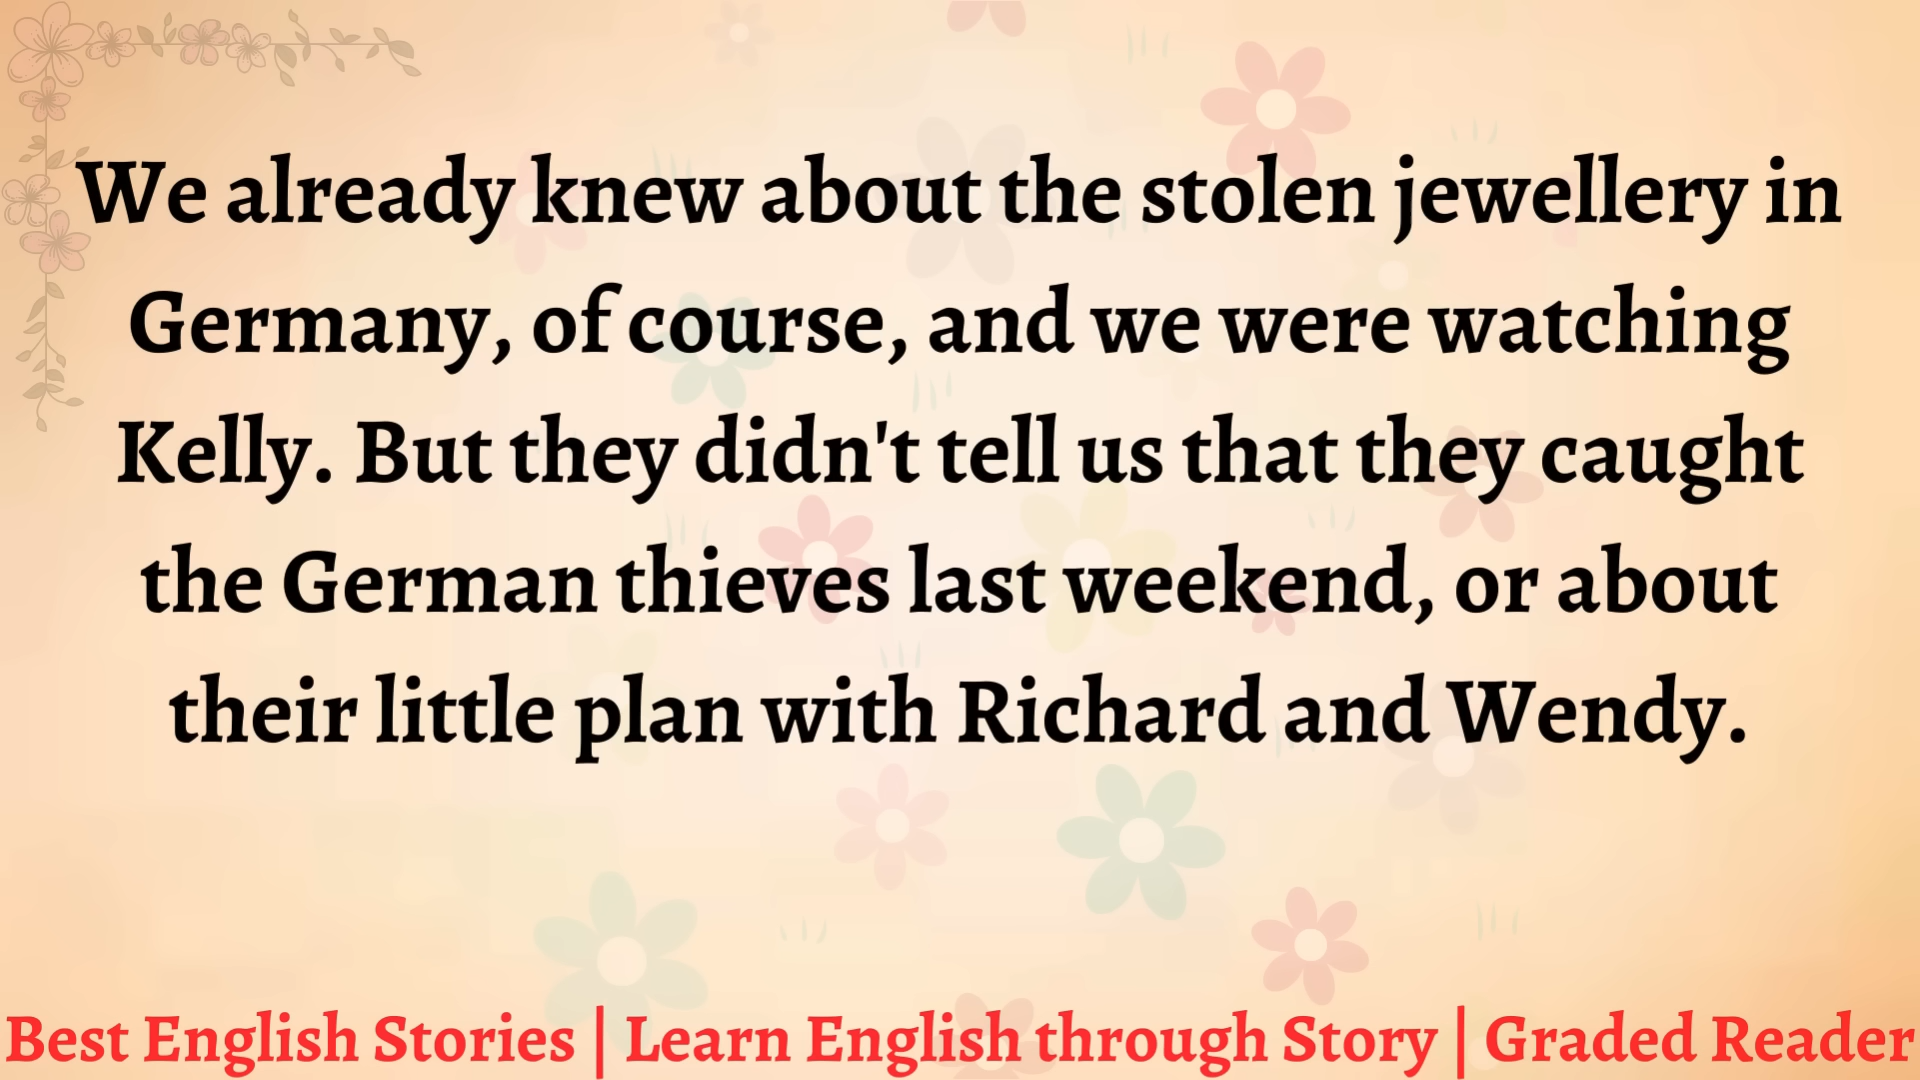 We already knew about the stolen jewellery in
Germany, of course, and we were watching
Kelly. But they didn't tell us that they caught
the German thieves last weekend, or about
their little plan with Richard and Wendy.
Best English Stories | Learn English through Story | Graded Reader